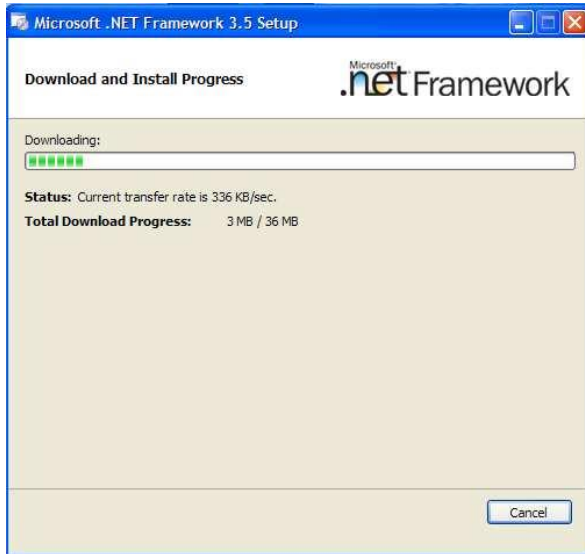 Microsoft .NET Framework 3.5 Setup
Download and Install Progress
Microsoft
.net Framework
Downloading:
Status: Current transfer rate is 336 KB/sec.
Total Download Progress: 3 MB / 36 MB
Cancel